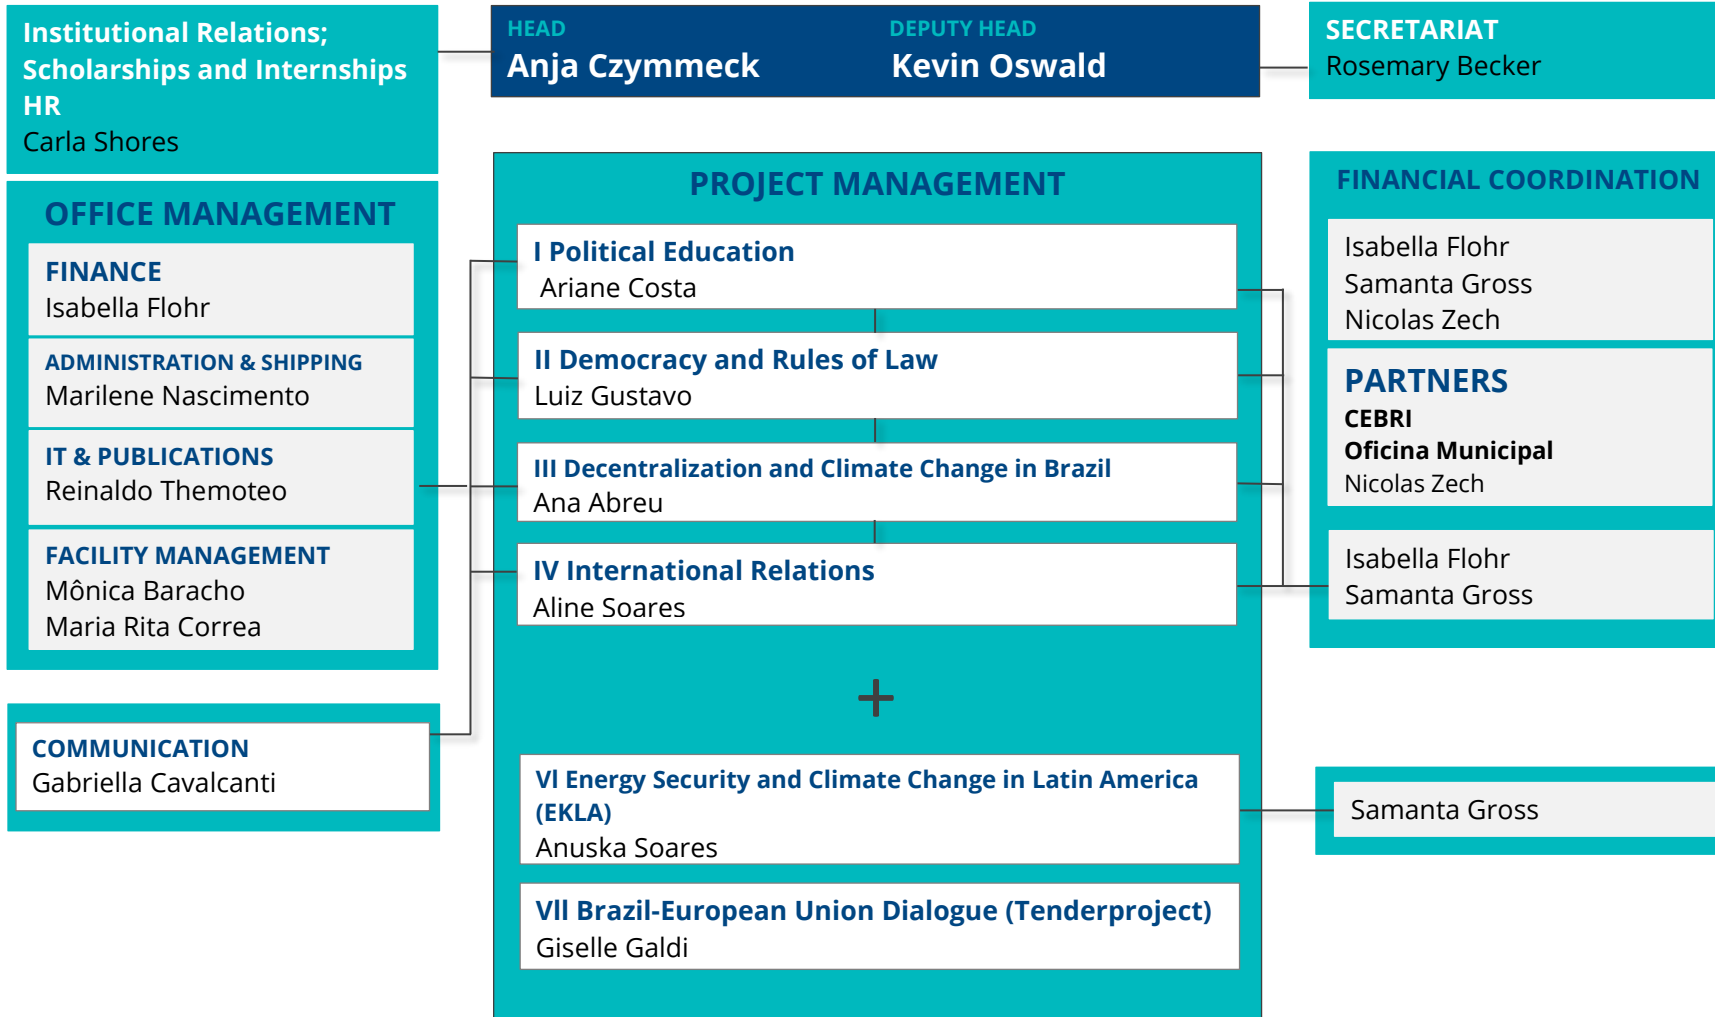 Institutional Relations;
Scholarships and Internships
HR
Carla Shores
HEAD
Anja Czymmeck
DEPUTY HEAD
Kevin Oswald
SECRETARIAT
Rosemary Becker
OFFICE MANAGEMENT
FINANCE
Isabella Flohr
ADMINISTRATION & SHIPPING
Marilene Nascimento
IT & PUBLICATIONS
Reinaldo Themoteo
FACILITY MANAGEMENT
Mônica Baracho
Maria Rita Correa
COMMUNICATION
Gabriella Cavalcanti
PROJECT MANAGEMENT
I Political Education
Ariane Costa
II Democracy and Rules of Law
Luiz Gustavo
III Decentralization and Climate Change in Brazil
Ana Abreu
IV International Relations
Aline Soares
+
Vl Energy Security and Climate Change in Latin America
(EKLA)
Anuska Soares
Vll Brazil-European Union Dialogue (Tenderproject)
Giselle Galdi
FINANCIAL COORDINATION
Isabella Flohr
Samanta Gross
Nicolas Zech
PARTNERS
CEBRI
Oficina Municipal
Nicolas Zech
Isabella Flohr
Samanta Gross
Samanta Gross